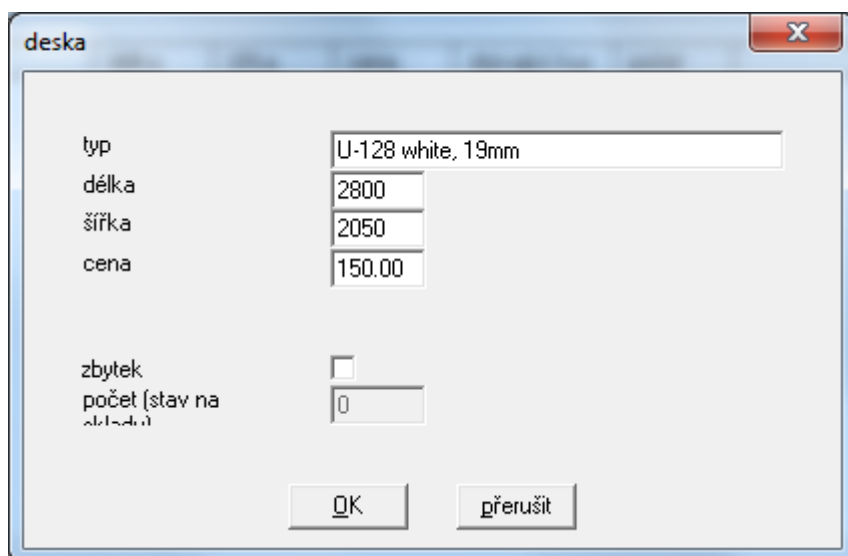 deska
typ
U-128 white, 19mm
délka
2800
šířka
2050
cena
150.00
zbytek
počet (stav na
skladu)
0
OK
přerušit